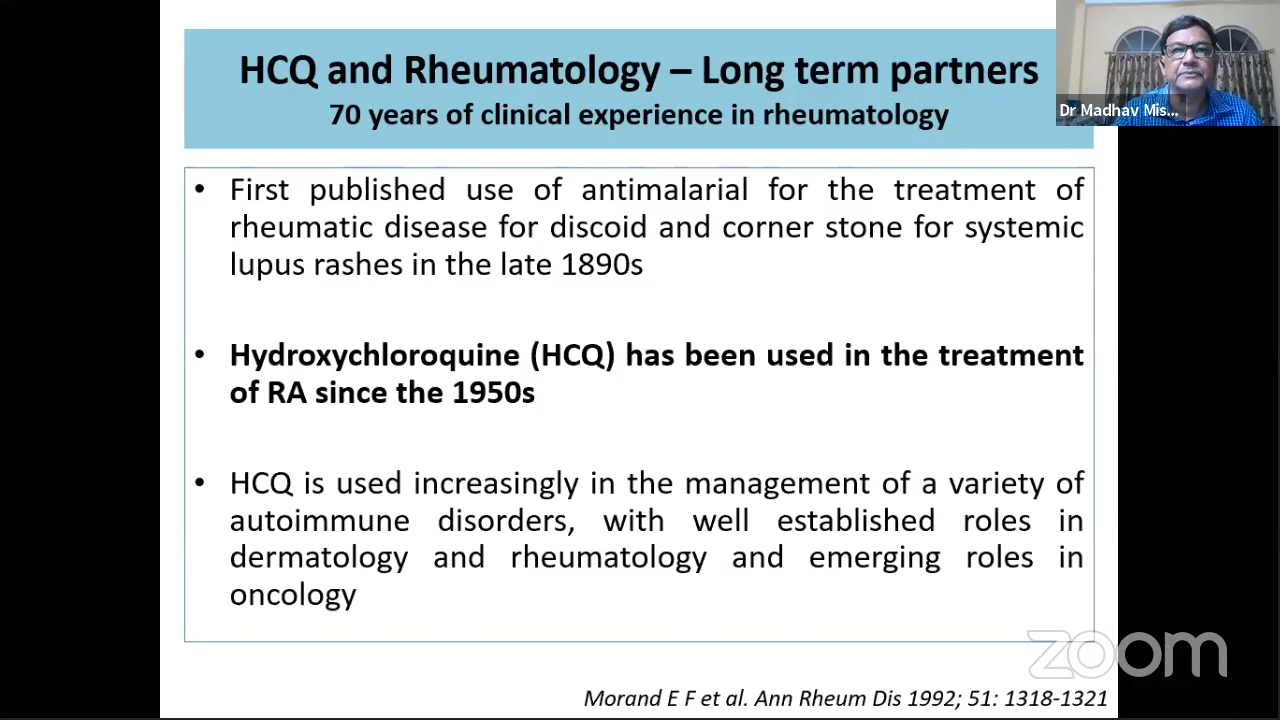 HCQ and Rheumatology – Long term partners
70 years of clinical experience in rheumatology
Dr Madhav Mis...
• First published use of antimalarial for the treatment of
rheumatic disease for discoid and corner stone for systemic
lupus rashes in the late 1890s
• Hydroxychloroquine (HCQ) has been used in the treatment
of RA since the 1950s
• HCQ is used increasingly in the management of a variety of
autoimmune disorders, with well established roles in
dermatology and rheumatology and emerging roles in
oncology
zoom
Morand E F et al. Ann Rheum Dis 1992; 51: 1318-1321